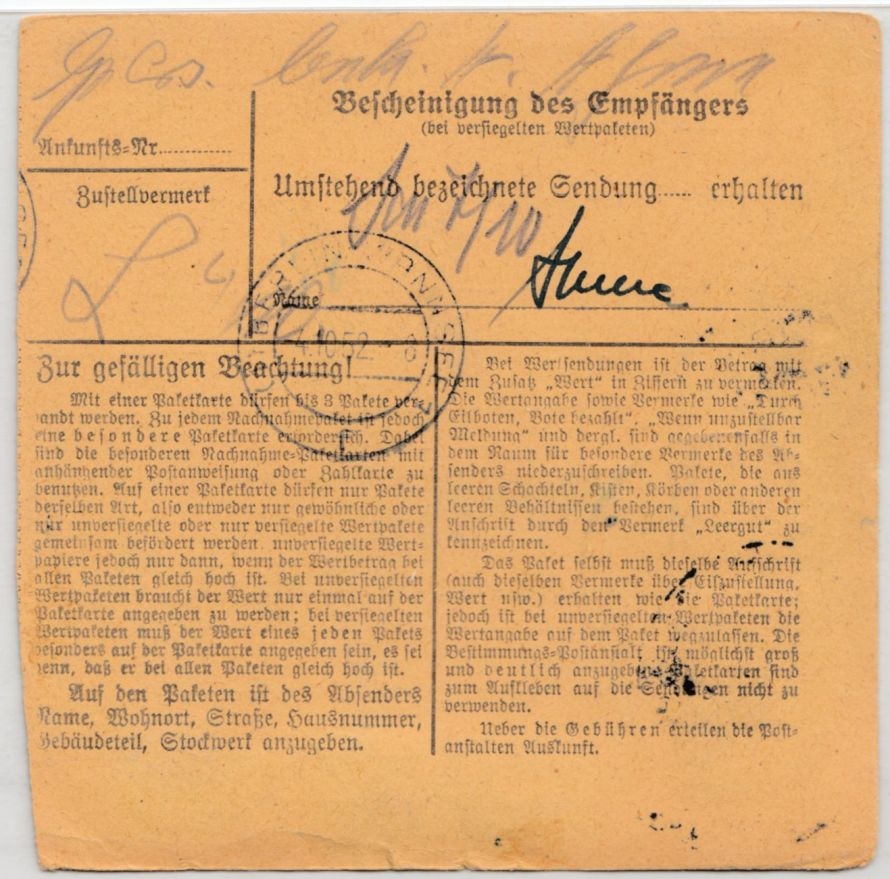 Bescheinigung des Empfängers
(bei versiegelten Wertpaketen)
Ankunfts=Nr.
Zustellvermerk
Umstehend bezeichnete Sendung erhalten
7/10
Name
BERLIN-WANNSEE
4.10.52.
Zur gefälligen Beachtung!
Mit einer Paketkarte dürfen bis 3 Pakete ver-
andt werden. Zu jedem Nachnahmepaket ist jedoch
eine besondere Paketkarte erforderlich. Dabei
sind die besonderen Nachnahme-Paketkarten mit
anhängender Postanweisung oder Zahlkarte zu
benutzen. Auf einer Paketkarte dürfen nur Pakete
derselben Art, also entweder nur gewöhnliche oder
nur unversiegelte oder nur versiegelte Wertpakete
gemeinsam befördert werden, unversiegelte Wert-
papiere jedoch nur dann, wenn der Wertbetrag bei
allen Paketen gleich hoch ist. Bei unversiegelten
Wertpaketen braucht der Wert nur einmal auf der
Paketkarte angegeben zu werden; bei versiegelten
Wertpaketen muß der Wert eines jeden Pakets
besonders auf der Paketkarte angegeben sein, es sei
denn, daß er bei allen Paketen gleich hoch ist.
Auf den Paketen ist des Absenders
Name, Wohnort, Straße, Hausnummer,
Gebäudeteil, Stockwerk anzugeben.
Bei Wertsendungen ist der Betrag mit
dem Zusatz „Wert" in Ziffern zu vermerken.
Die Wertangabe sowie Vermerke wie „Durch
Eilboten, Bote bezahlt", „Wenn unzustellbar
Meldung" und dergl. sind gegebenenfalls in
dem Raum für besondere Vermerke des Ab-
senders niederzuschreiben. Pakete, die aus
leeren Schachteln, Kisten, Körben oder anderen
leeren Behältnissen bestehen, sind über der
Anschrift durch den Vermerk „Leergut" zu
kennzeichnen.
Das Paket selbst muß dieselbe Aufschrift
(auch dieselben Vermerke über Eilzustellung,
Wert usw.) erhalten wie die Paketkarte;
jedoch ist bei unversiegelten Wertpaketen die
Wertangabe auf dem Paket wegzulassen. Die
Bestimmungs-Postanstalt ist möglichst groß
und deutlich anzugeben. Paketkarten sind
zum Aufkleben auf die Sendungen nicht zu
verwenden.
Ueber die Gebühren erteilen die Post-
anstalten Auskunft.